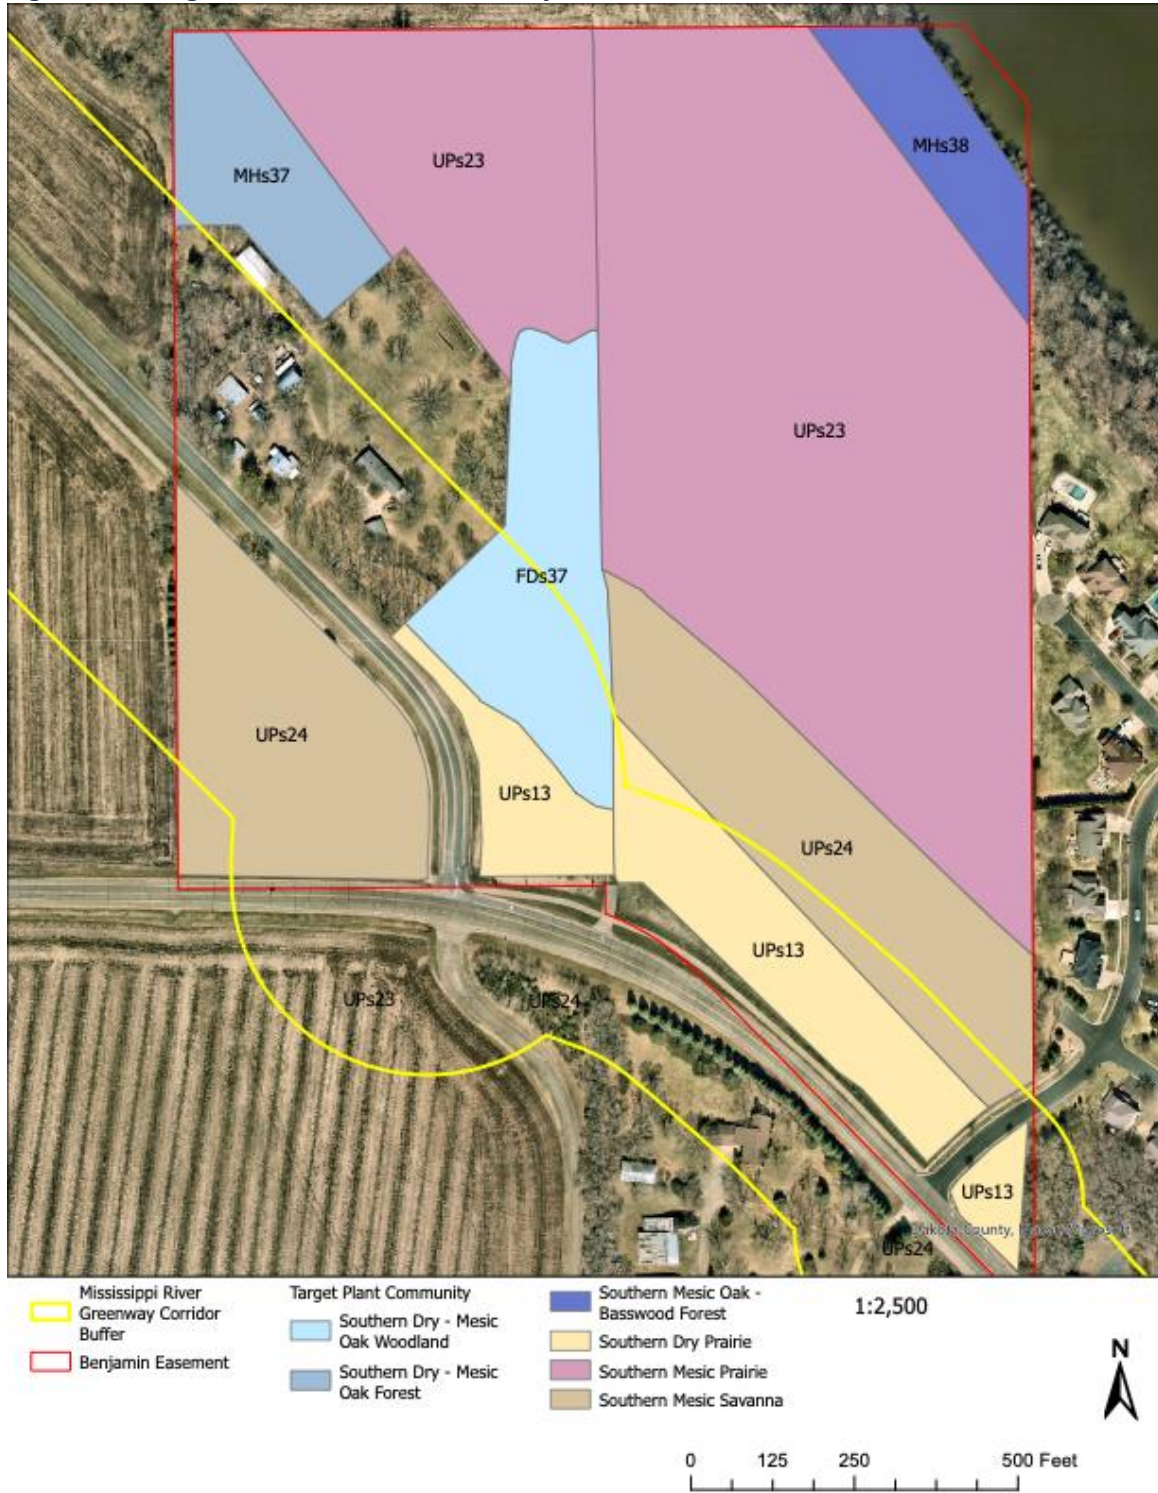 MHs37
UPs23
MHs38
UPs23
FDs37
UPs24
UPs13
UPs24
UPs13
UPs23
UPs24
UPs13
UPs24
Dakota County,
Mississippi River
Greenway Corridor
Buffer
Benjamin Easement
Target Plant Community
Southern Dry - Mesic
Oak Woodland
Southern Dry - Mesic
Oak Forest
Southern Mesic Oak -
Basswood Forest
Southern Dry Prairie
Southern Mesic Prairie
Southern Mesic Savanna
1:2,500
N
0 125 250 500 Feet